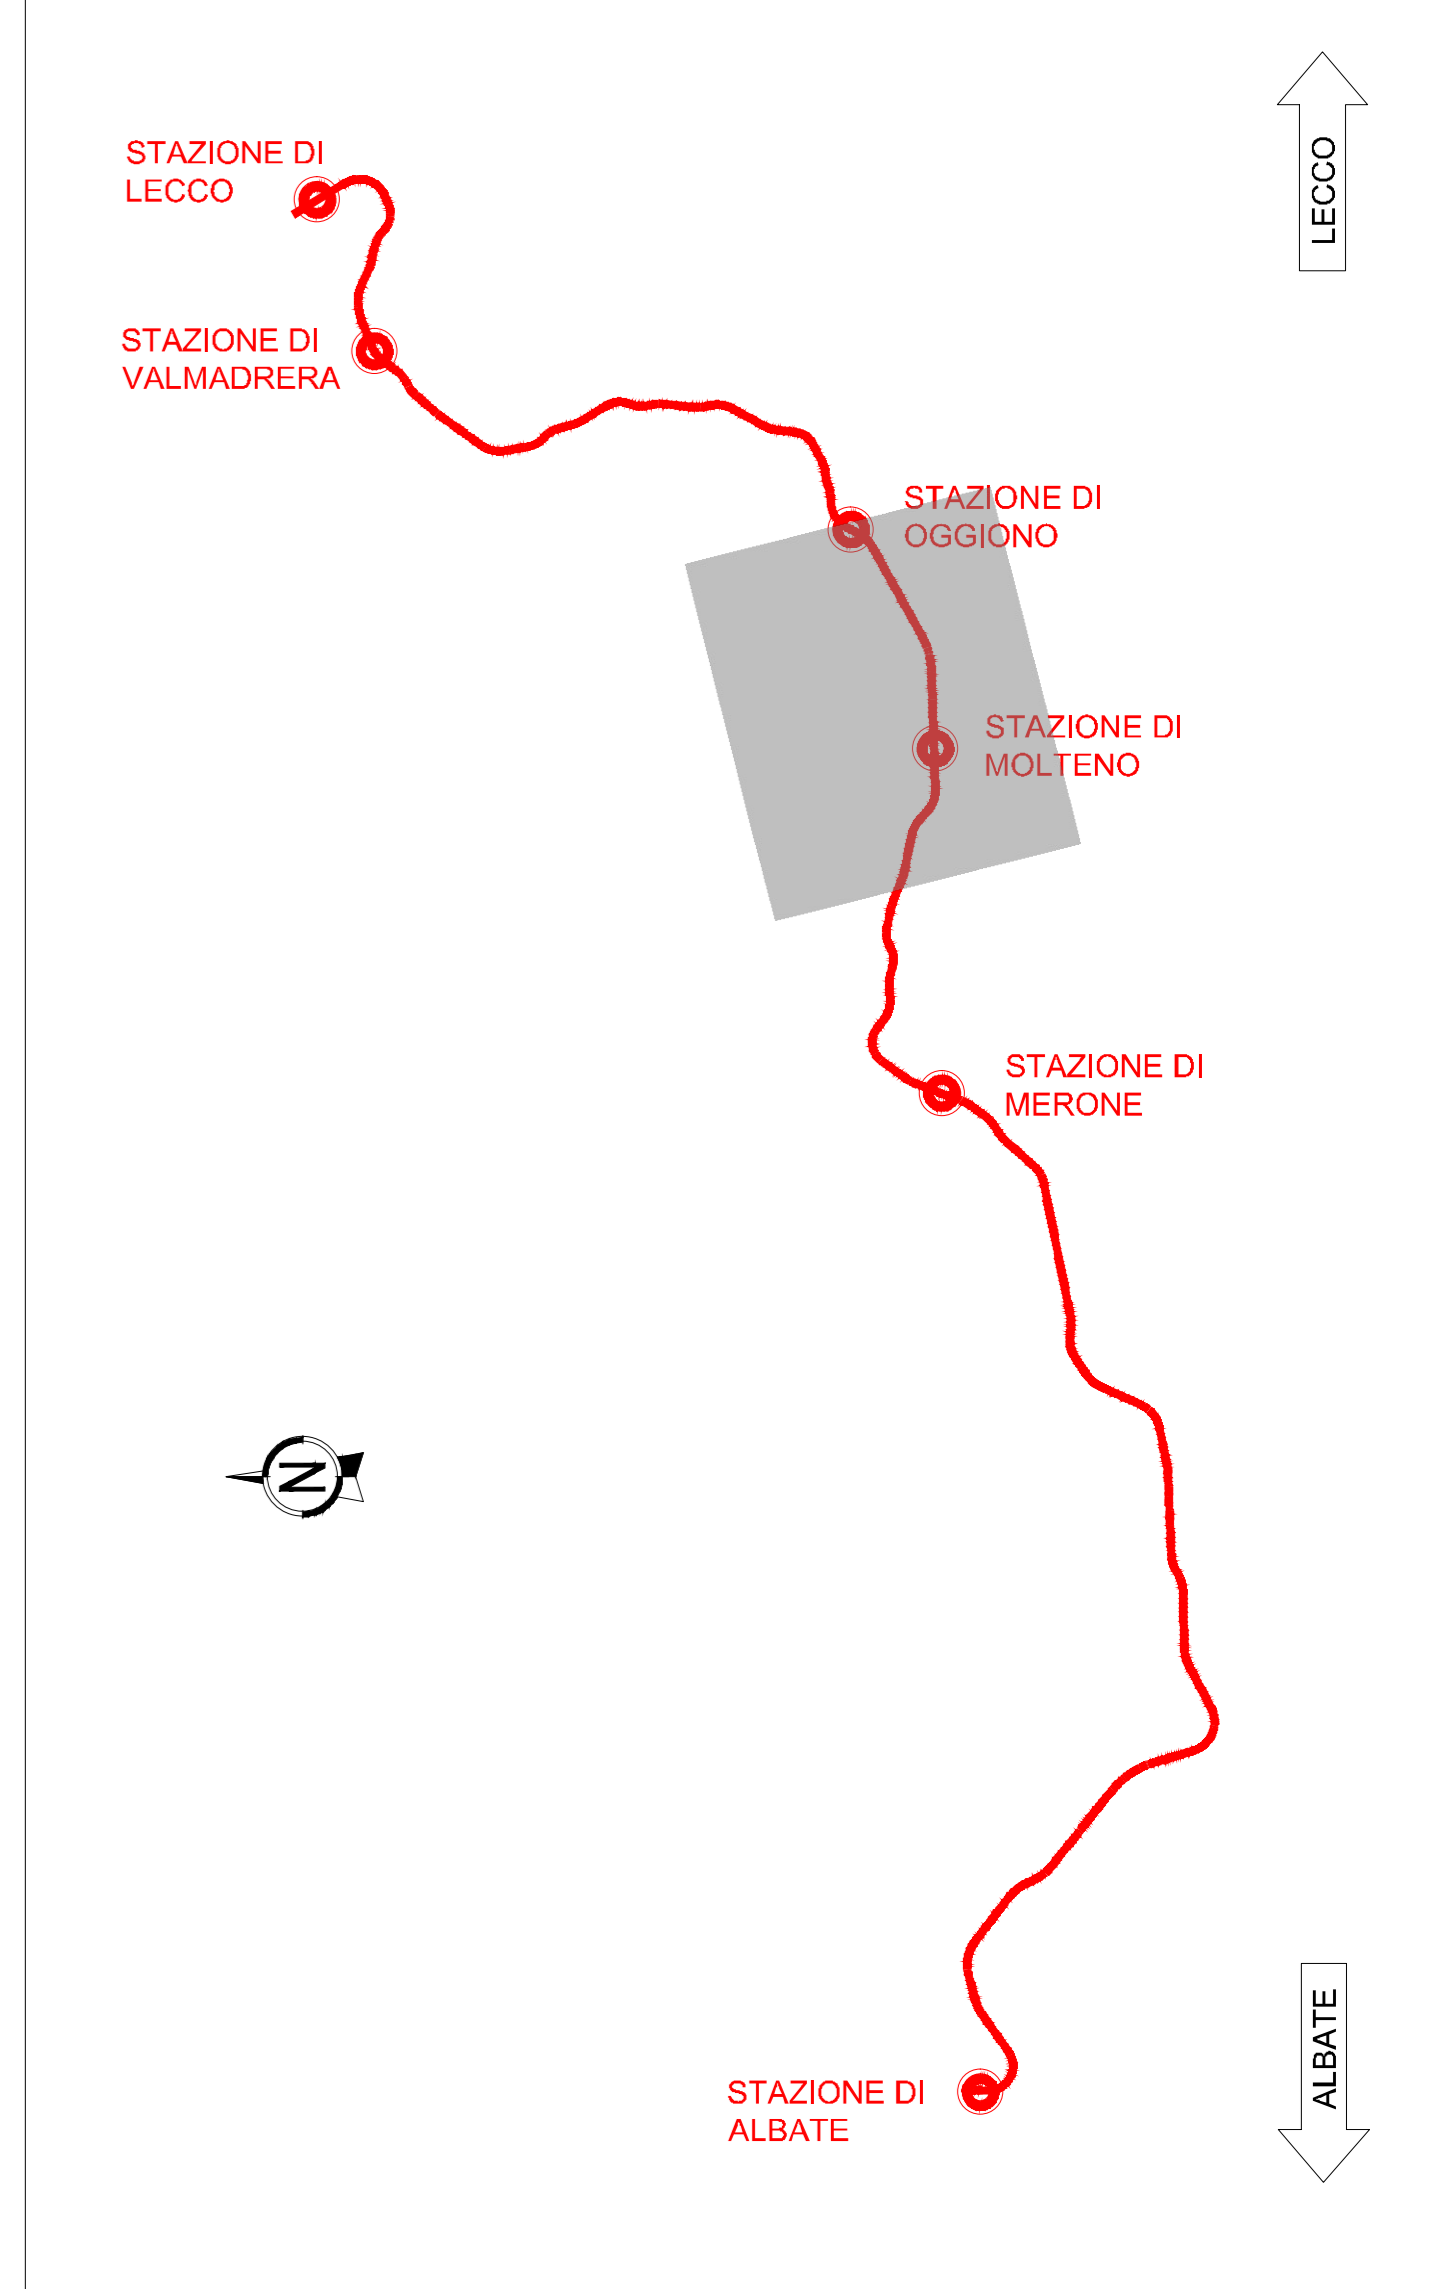 STAZIONE DI
LECCO
LECCO
STAZIONE DI
VALMADRERA
STAZIONE DI
OGGIONO
STAZIONE DI
MOLTENO
STAZIONE DI
MERONE
N
STAZIONE DI
ALBATE
ALBATE